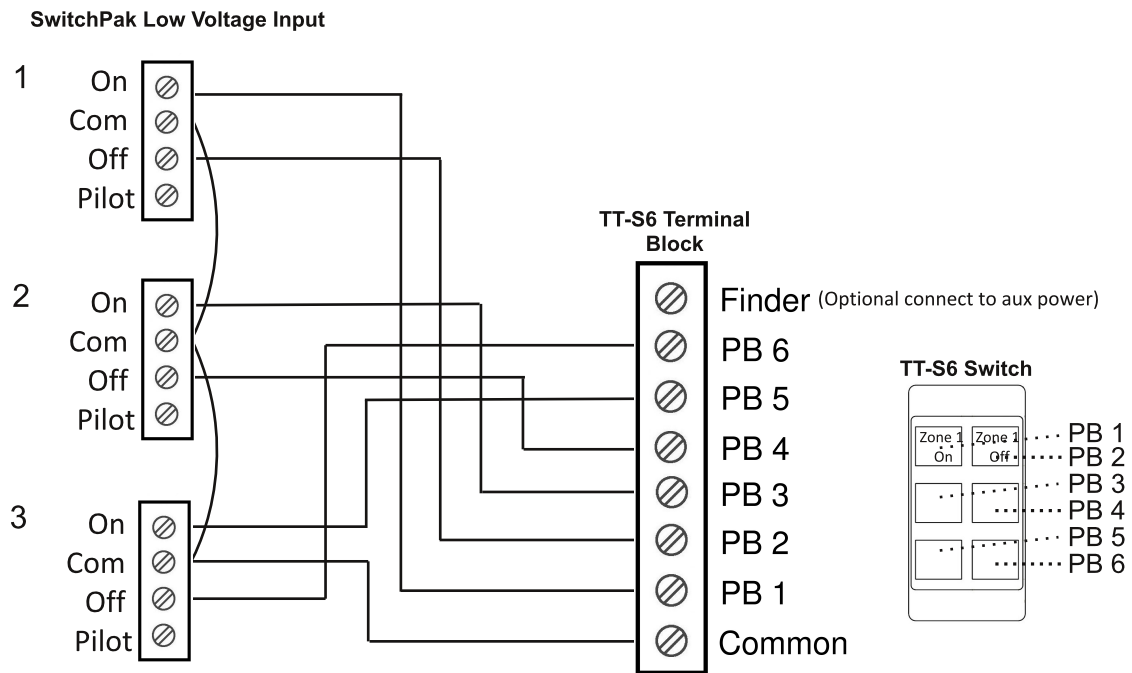 SwitchPak Low Voltage Input
1
On
Com
Off
Pilot
2
On
Com
Off
Pilot
3
On
Com
Off
Pilot
TT-S6 Terminal
Block
Finder (Optional connect to aux power)
PB 6
PB 5
PB 4
PB 3
PB 2
PB 1
Common
TT-S6 Switch
Zone 1
On
Zone 1
Off
PB 1
PB 2
PB 3
PB 4
PB 5
PB 6